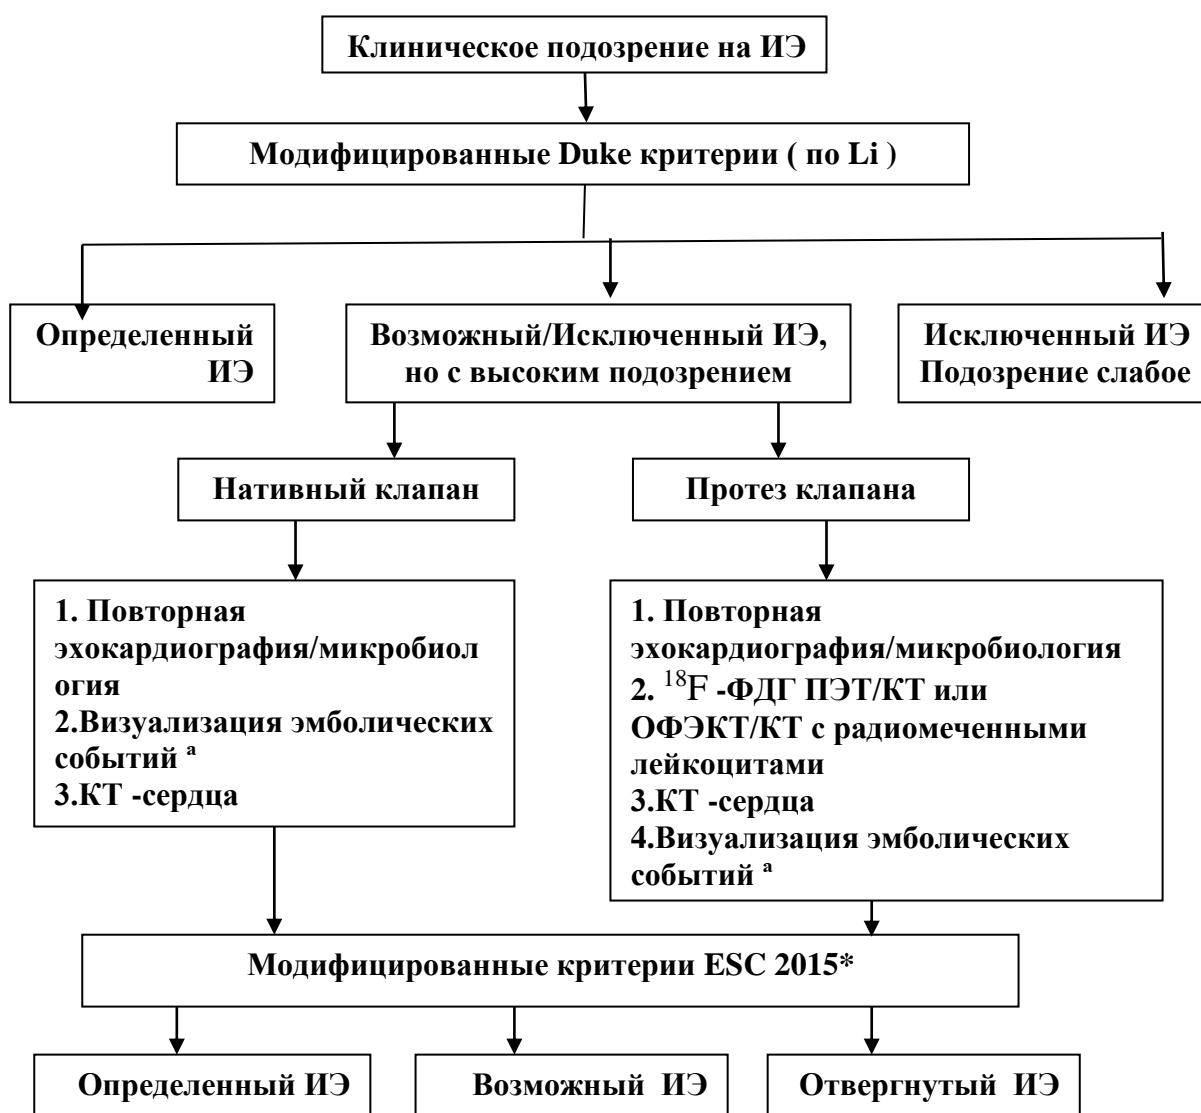 Клиническое подозрение на ИЭ
Модифицированные Duke критерии ( по Li )
Определенный
ИЭ
Возможный/Исключенный ИЭ,
но с высоким подозрением
Исключенный ИЭ
Подозрение слабое
Нативный клапан
Протез клапана
1. Повторная
эхокардиография/микробиол
огия
2.Визуализация эмболических
событий ᵃ
3.КТ -сердца
1. Повторная
эхокардиография/микробиология
2. ¹⁸F -ФДГ ПЭТ/КТ или
ОФЭКТ/КТ с радиомеченными
лейкоцитами
3.КТ -сердца
4.Визуализация эмболических
событий ᵃ
Модифицированные критерии ESC 2015*
Определенный ИЭ
Возможный ИЭ
Отвергнутый ИЭ